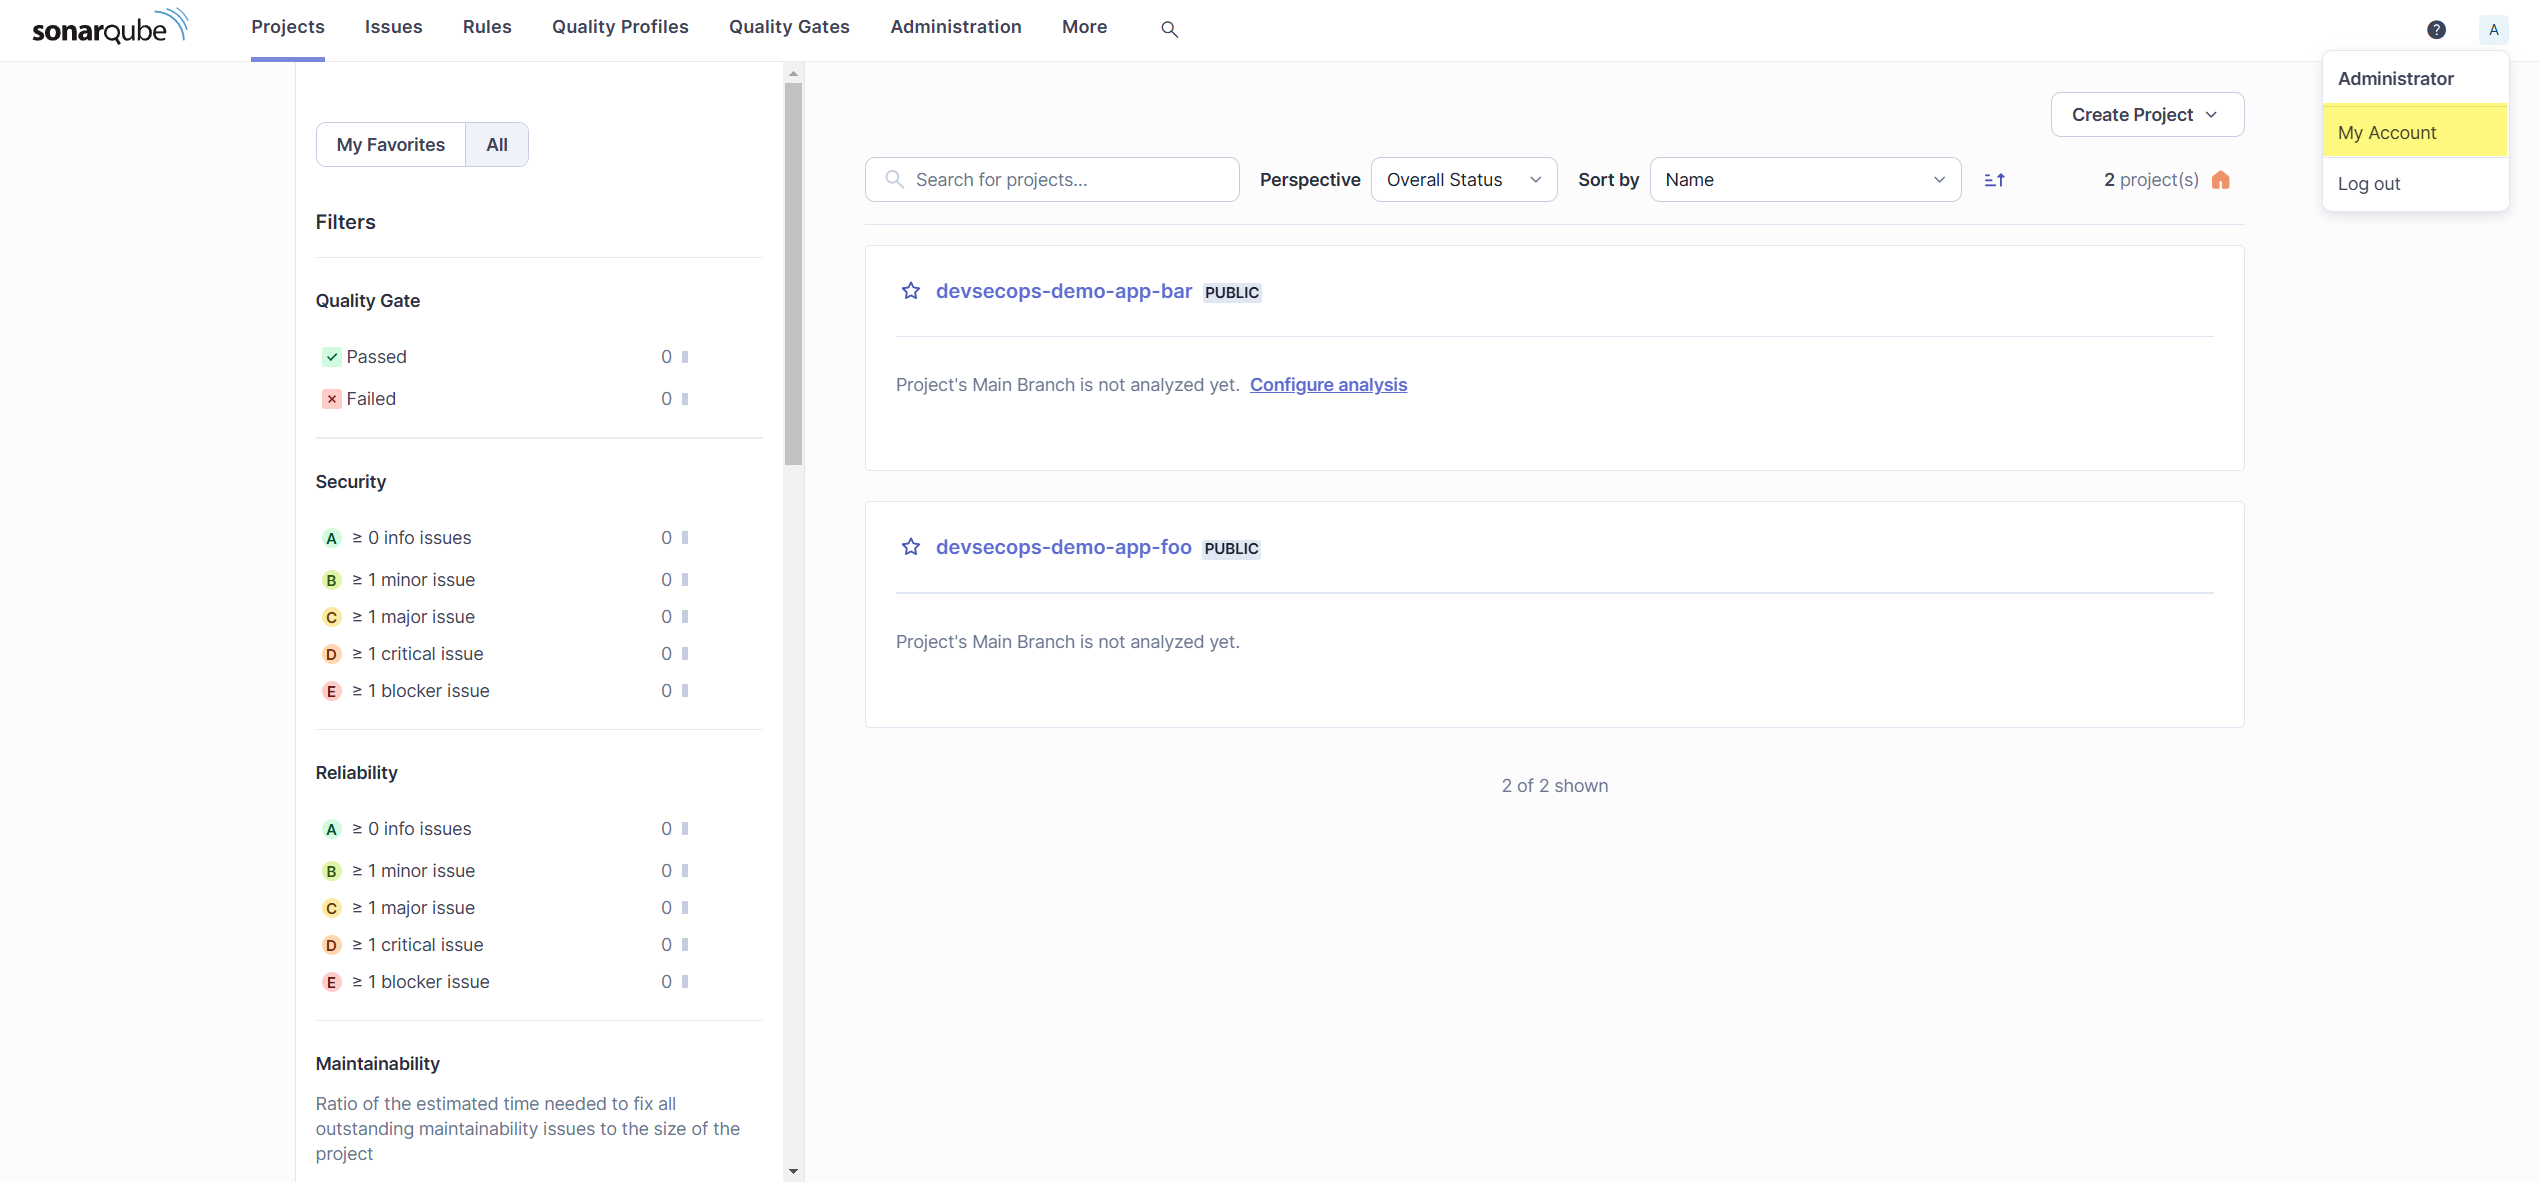 sonarqube
Projects Issues Rules Quality Profiles Quality Gates Administration More
? A
Administrator
My Account
Log out
My Favorites All
Filters
Quality Gate
Passed 0
Failed 0
Security
A ≥ 0 info issues 0
B ≥ 1 minor issue 0
C ≥ 1 major issue 0
D ≥ 1 critical issue 0
E ≥ 1 blocker issue 0
Reliability
A ≥ 0 info issues 0
B ≥ 1 minor issue 0
C ≥ 1 major issue 0
D ≥ 1 critical issue 0
E ≥ 1 blocker issue 0
Maintainability
Ratio of the estimated time needed to fix all
outstanding maintainability issues to the size of the
project
Create Project
Search for projects... Perspective Overall Status Sort by Name 2 project(s)
devsecops-demo-app-bar PUBLIC
Project's Main Branch is not analyzed yet. Configure analysis
devsecops-demo-app-foo PUBLIC
Project's Main Branch is not analyzed yet.
2 of 2 shown